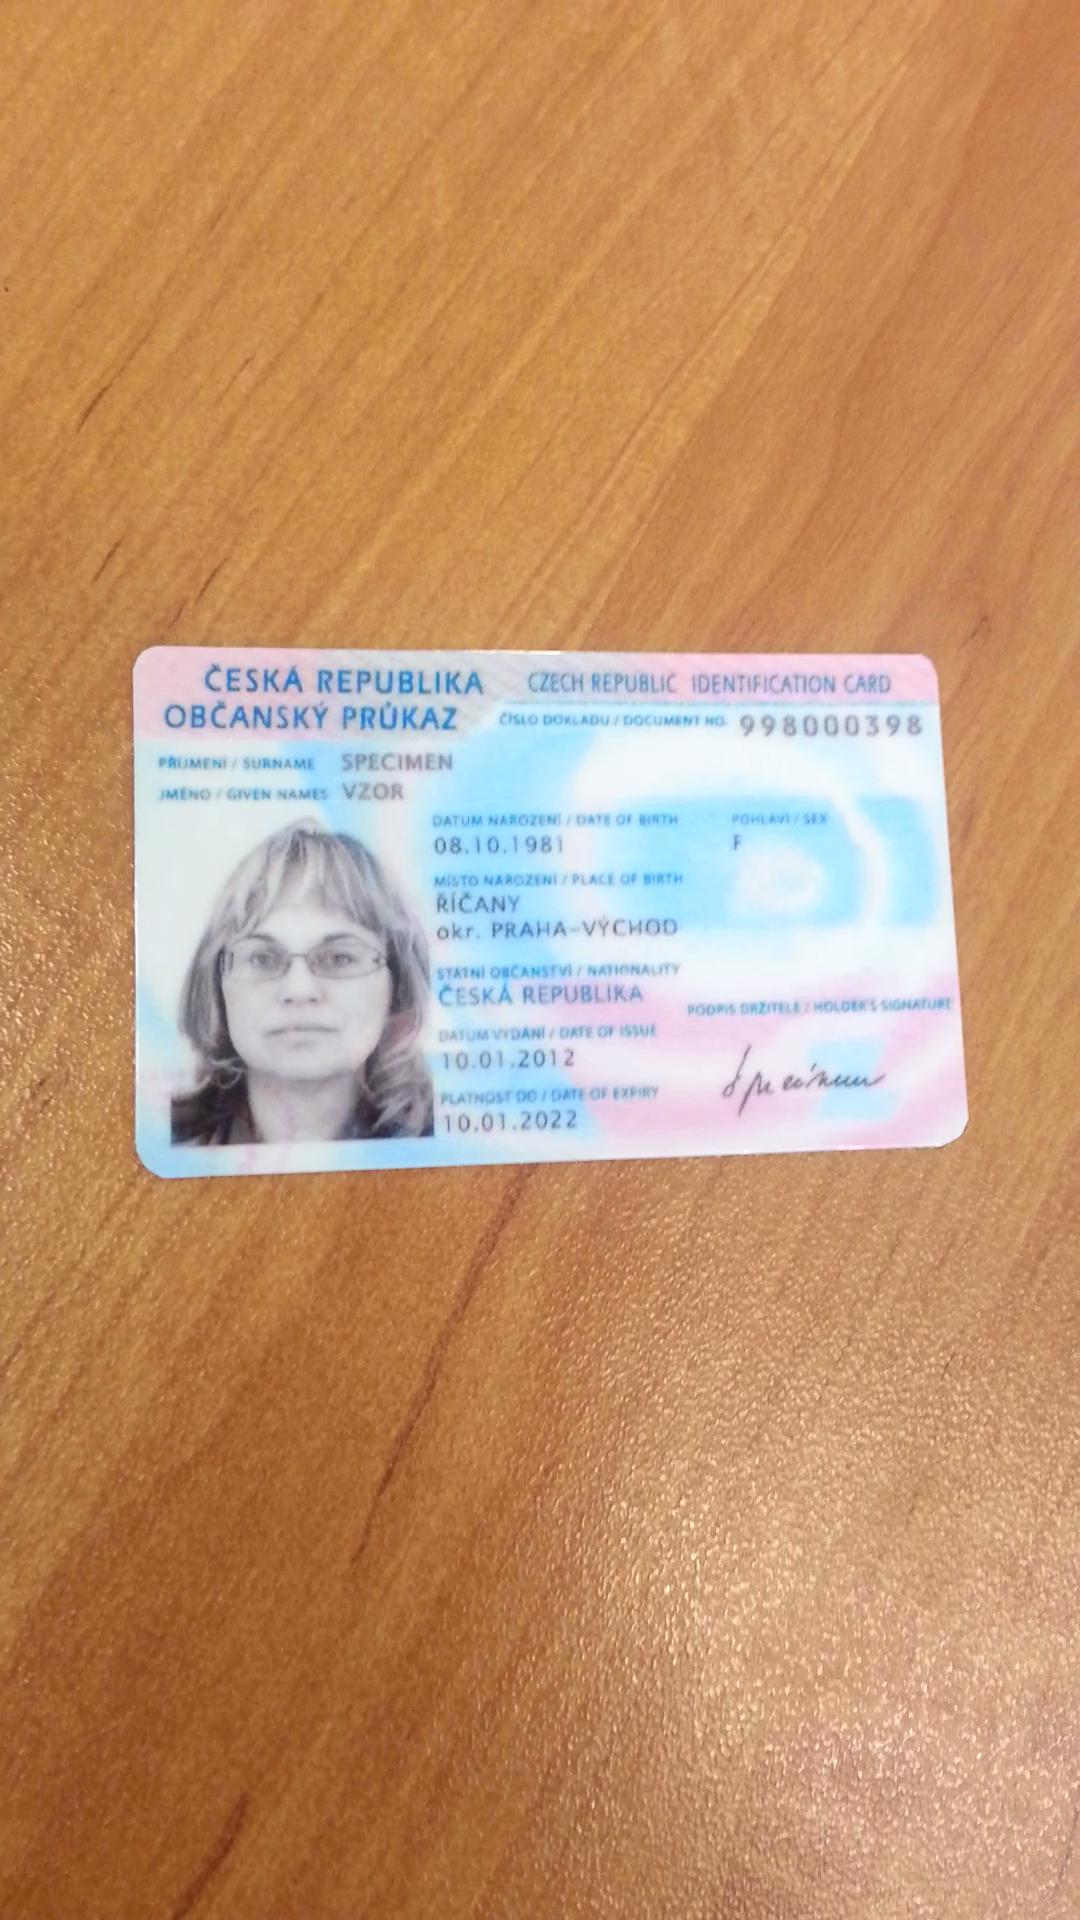 ČESKÁ REPUBLIKA CZECH REPUBLIC IDENTIFICATION CARD
OBČANSKÝ PRŮKAZ ČÍSLO DOKLADU / DOCUMENT NO. 998000398
PŘÍJMENÍ / SURNAME SPECIMEN
JMÉNO / GIVEN NAMES VZOR
DATUM NAROZENÍ / DATE OF BIRTH POHLAVÍ / SEX
08.10.1981 F
MÍSTO NAROZENÍ / PLACE OF BIRTH
ŘÍČANY
okr. PRAHA-VÝCHOD
STÁTNÍ OBČANSTVÍ / NATIONALITY
ČESKÁ REPUBLIKA
PODPIS DRŽITELE / HOLDER'S SIGNATURE
DATUM VYDÁNÍ / DATE OF ISSUE
10.01.2012
Specimen
PLATNOST DO / DATE OF EXPIRY
10.01.2022